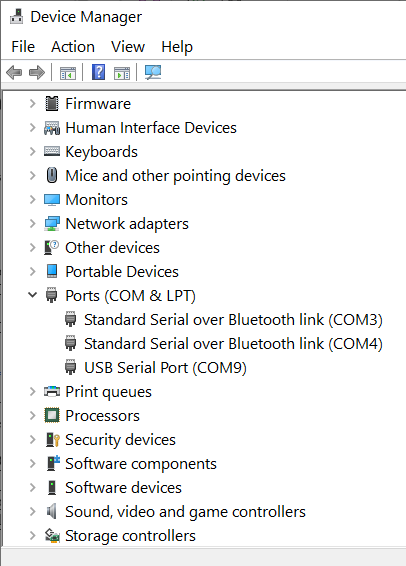 Device Manager
File Action View Help
Firmware
Human Interface Devices
Keyboards
Mice and other pointing devices
Monitors
Network adapters
Other devices
Portable Devices
Ports (COM & LPT)
Standard Serial over Bluetooth link (COM3)
Standard Serial over Bluetooth link (COM4)
USB Serial Port (COM9)
Print queues
Processors
Security devices
Software components
Software devices
Sound, video and game controllers
Storage controllers